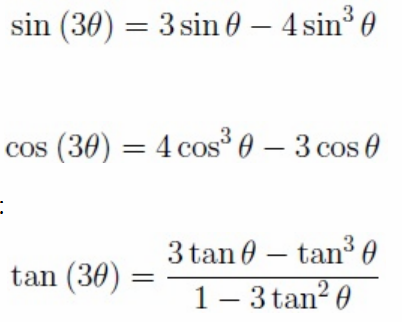 sin (3θ) = 3 sin θ − 4 sin³ θ
cos (3θ) = 4 cos³ θ − 3 cos θ
:
tan (3θ) = \frac{3 tan θ − tan³ θ}{1 − 3 tan² θ}